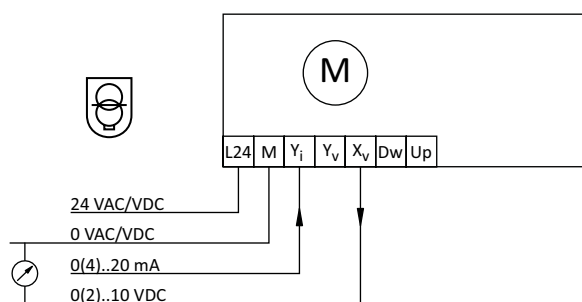 M
L24 M Yi Yv Xv Dw Up
24 VAC/VDC
0 VAC/VDC
0(4)..20 mA
0(2)..10 VDC